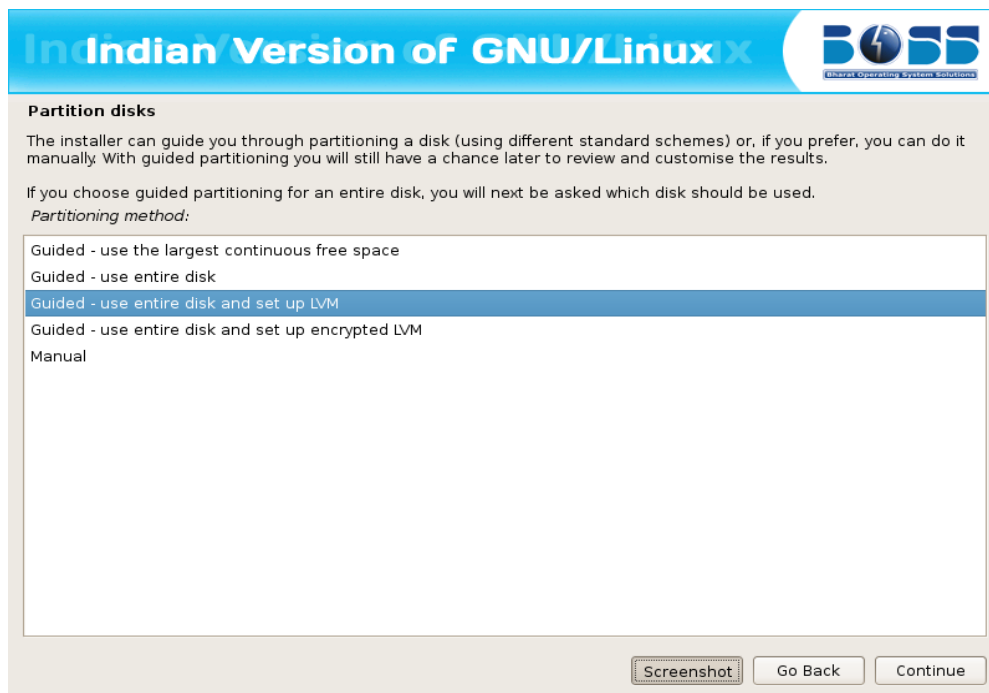 Indian Version of GNU/Linux
BOSS
Bharat Operating System Solutions
Partition disks
The installer can guide you through partitioning a disk (using different standard schemes) or, if you prefer, you can do it
manually. With guided partitioning you will still have a chance later to review and customise the results.
If you choose guided partitioning for an entire disk, you will next be asked which disk should be used.
Partitioning method:
Guided - use the largest continuous free space
Guided - use entire disk
Guided - use entire disk and set up LVM
Guided - use entire disk and set up encrypted LVM
Manual
Screenshot
Go Back
Continue